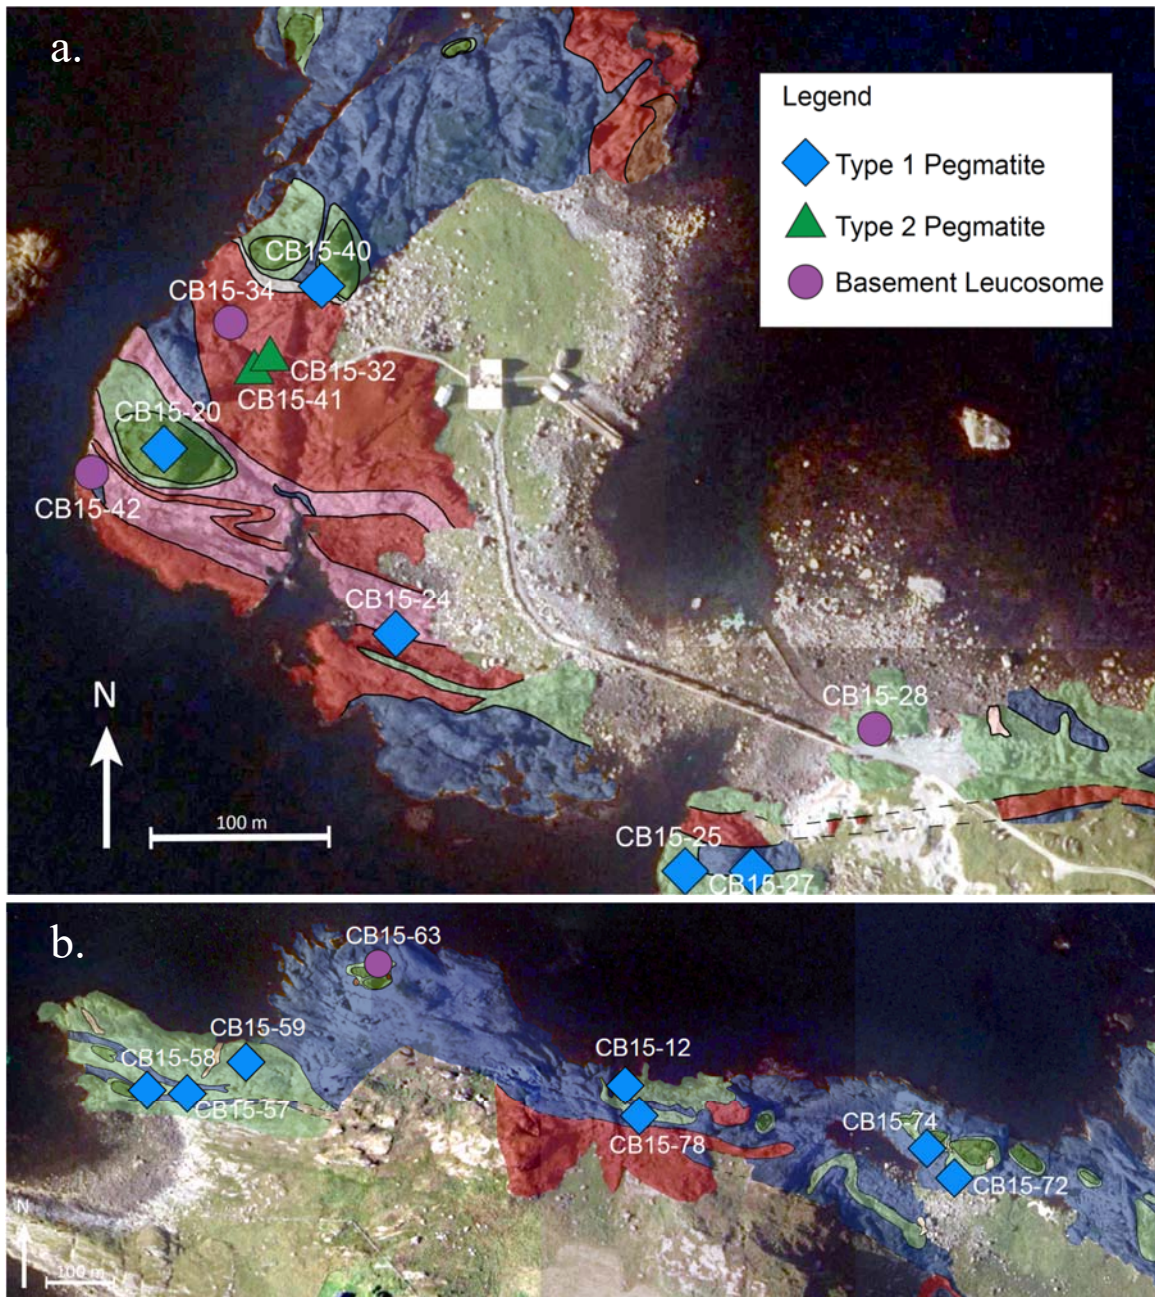 a.
Legend
Type 1 Pegmatite
Type 2 Pegmatite
Basement Leucosome
CB15-40
CB15-34
CB15-32
CB15-41
CB15-20
CB15-42
CB15-24
N
CB15-28
100 m
CB15-25
CB15-27
b.
CB15-63
CB15-59
CB15-58
CB15-12
CB15-57
CB15-74
CB15-78
CB15-72
N
100 m